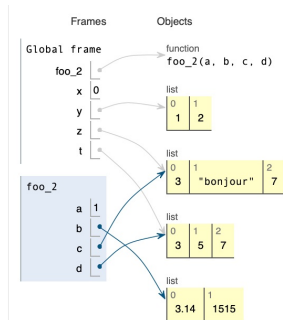 Frames Objects
Global frame
foo_2
x 0
y
z
t
function
foo_2(a, b, c, d)
list
0 1
1 2
list
0 1 2
3 "bonjour" 7
foo_2
a 1
b
c
d
list
0 1 2
3 5 7
list
0 1
3.14 1515